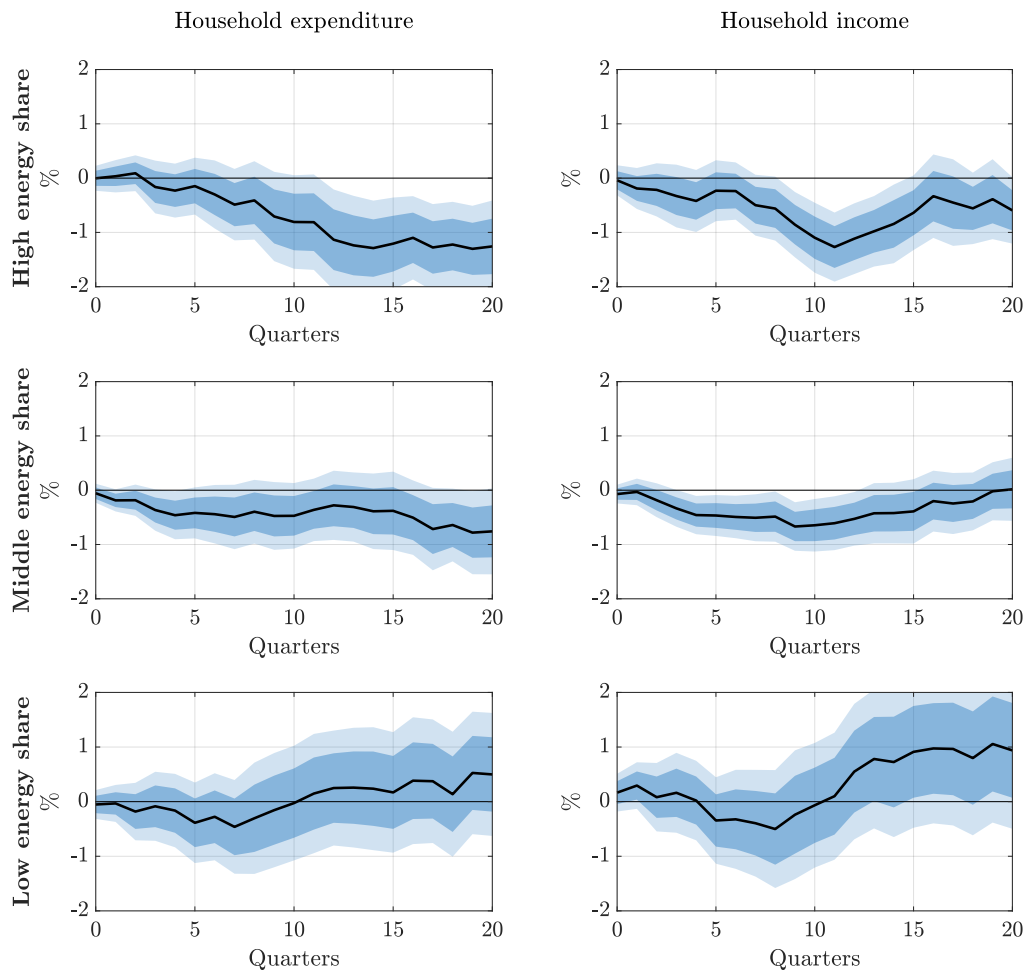 Household expenditure
Household income
High energy share
%
2
1
0
-1
-2
0 5 10 15 20
Quarters
%
2
1
0
-1
-2
0 5 10 15 20
Quarters
Middle energy share
%
2
1
0
-1
-2
0 5 10 15 20
Quarters
%
2
1
0
-1
-2
0 5 10 15 20
Quarters
Low energy share
%
2
1
0
-1
-2
0 5 10 15 20
Quarters
%
2
1
0
-1
-2
0 5 10 15 20
Quarters